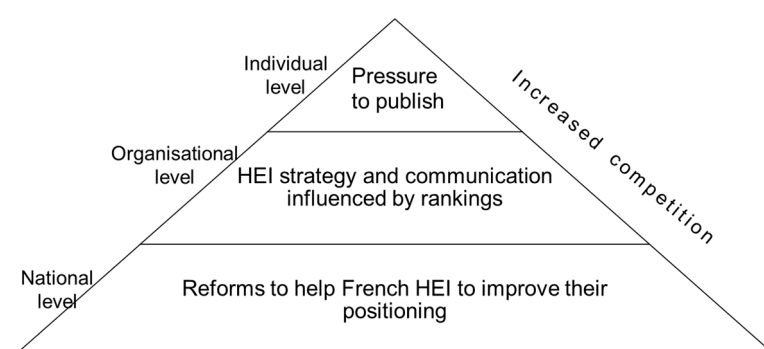 Individual
level
Pressure
to publish
Increased competition
Organisational
level
HEI strategy and communication
influenced by rankings
National
level
Reforms to help French HEI to improve their
positioning